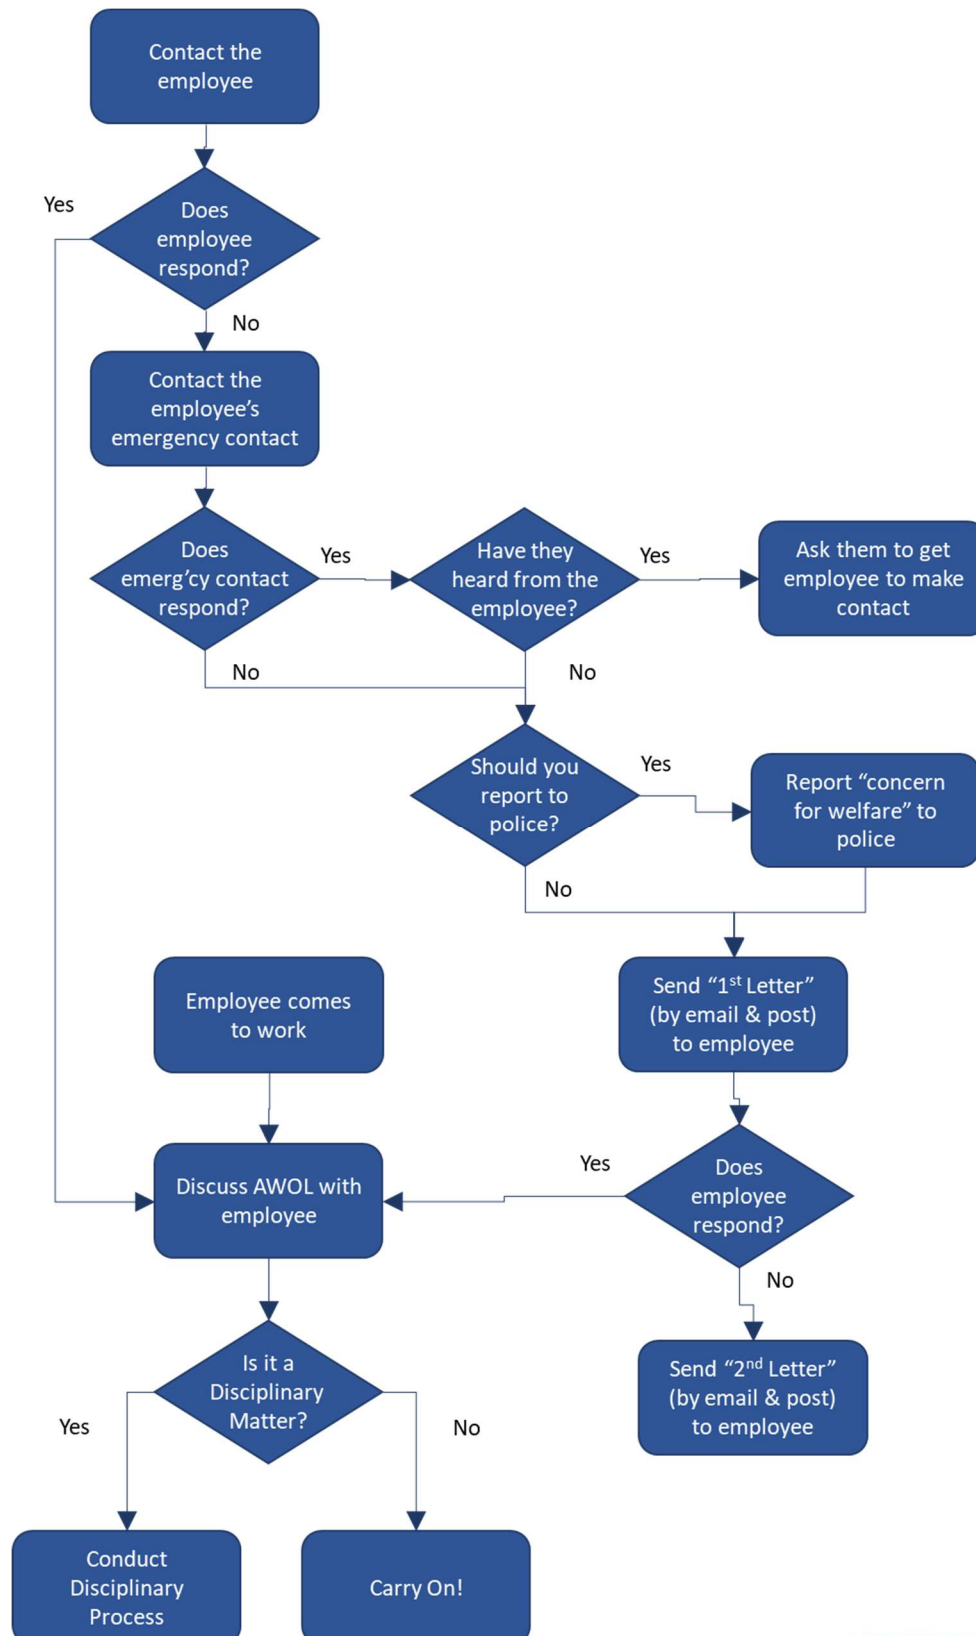 Contact the
employee
Yes
Does
employee
respond?
No
Contact the
employee’s
emergency contact
Does
emerg’cy contact
respond?
Yes
Have they
heard from the
employee?
Yes
Ask them to get
employee to make
contact
No
No
Should you
report to
police?
Yes
Report “concern
for welfare” to
police
No
Employee comes
to work
Send “1st Letter”
(by email & post)
to employee
Discuss AWOL with
employee
Yes
Does
employee
respond?
No
Is it a
Disciplinary
Matter?
Send “2nd Letter”
(by email & post)
to employee
Yes
No
Conduct
Disciplinary
Process
Carry On!